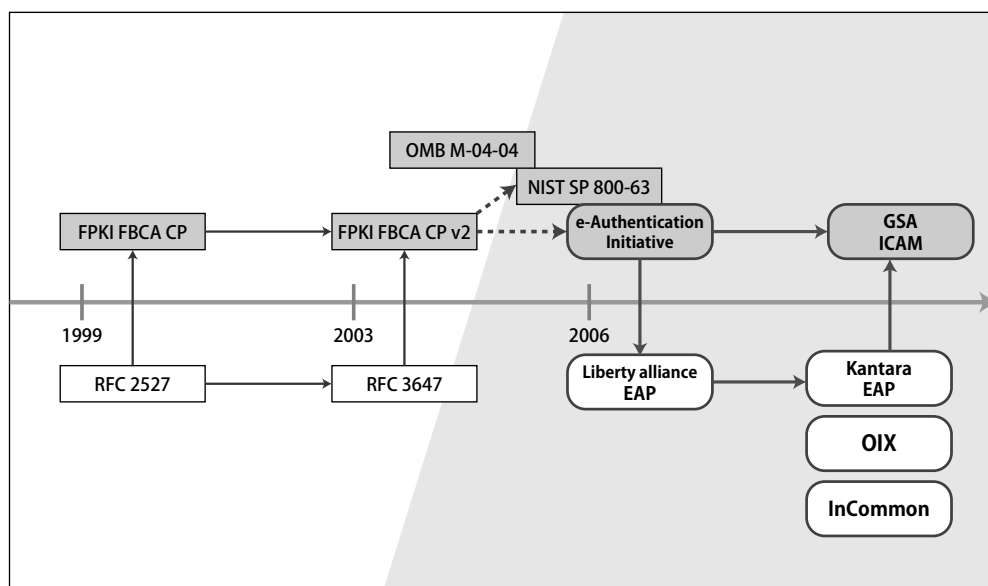 OMB M-04-04
NIST SP 800-63
FPKI FBCA CP
FPKI FBCA CP v2
e-Authentication
Initiative
GSA
ICAM
1999
2003
2006
RFC 2527
RFC 3647
Liberty alliance
EAP
Kantara
EAP
OIX
InCommon